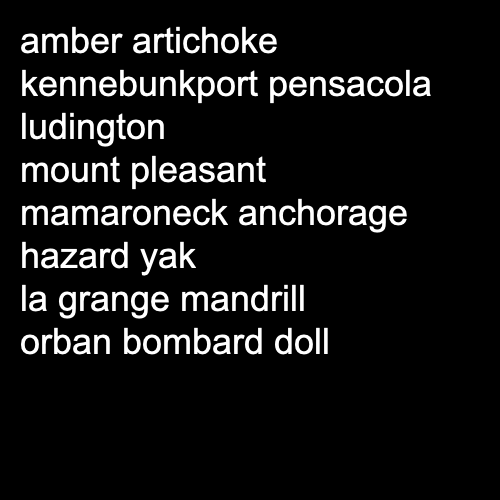 amber artichoke
kennebunkport pensacola
ludington
mount pleasant
mamaroneck anchorage
hazard yak
la grange mandrill
orban bombard doll